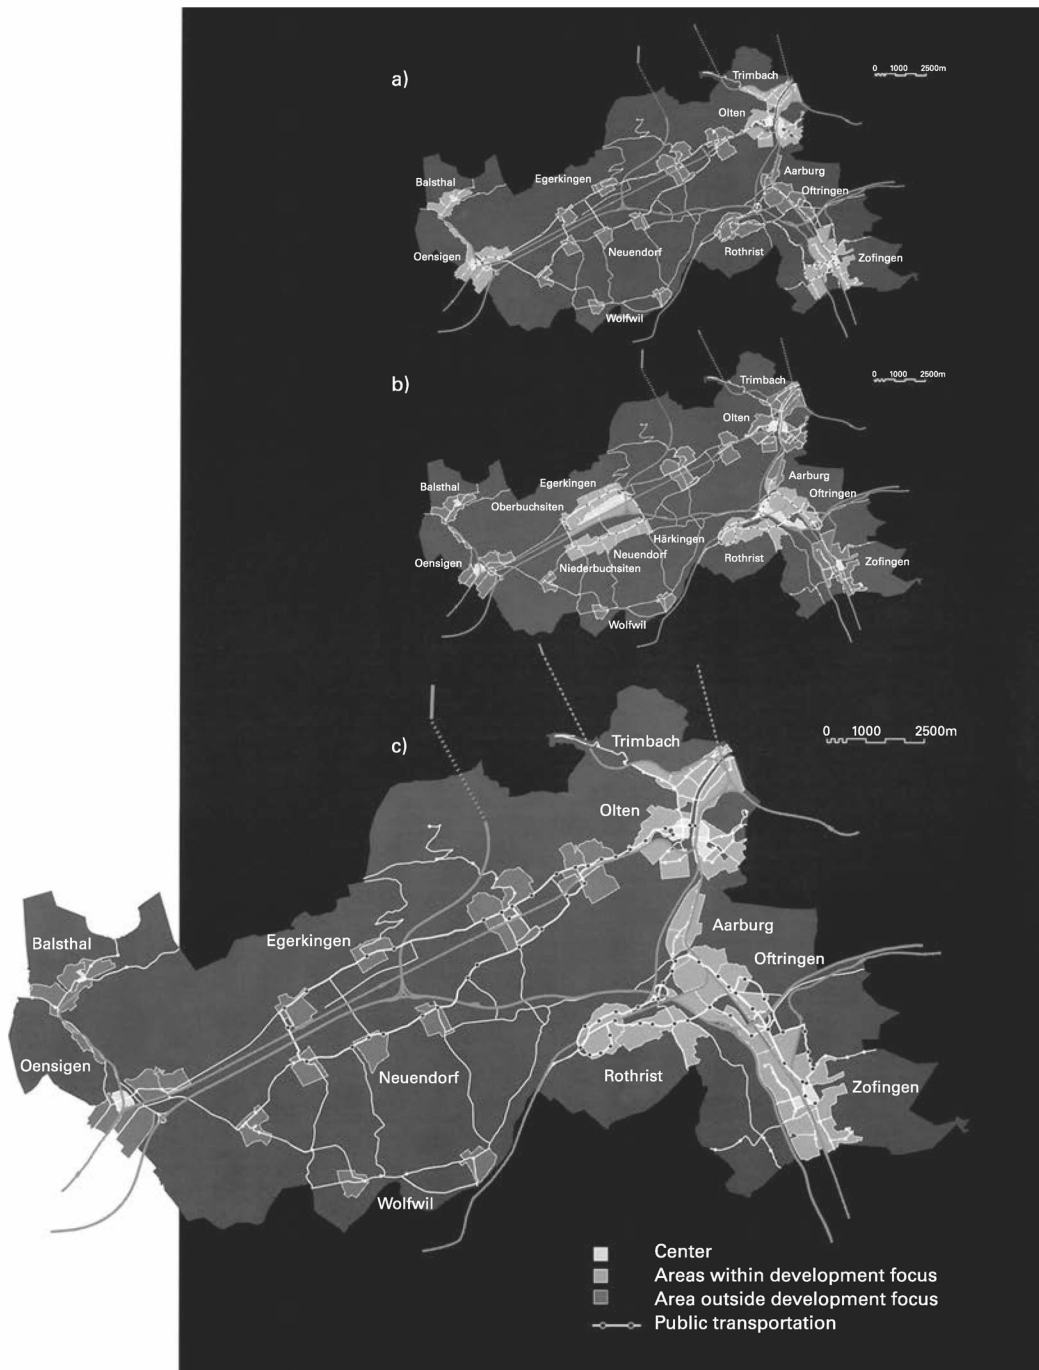 a)
Trimbach
0 1000 2500m
Olten
Aarburg
Balsthal
Egerkingen
Oftringen
Oensigen
Neuendorf
Rothrist
Zofingen
Wolfwil
b)
Trimbach
0 1000 2500m
Olten
Aarburg
Egerkingen
Balsthal
Oftringen
Oberbuchsiten
Härkingen
Neuendorf
Rothrist
Oensigen
Niederbuchsiten
Zofingen
Wolfwil
c)
Trimbach
0 1000 2500m
Olten
Aarburg
Egerkingen
Balsthal
Oftringen
Oensigen
Neuendorf
Rothrist
Zofingen
Wolfwil
Center
Areas within development focus
Area outside development focus
Public transportation